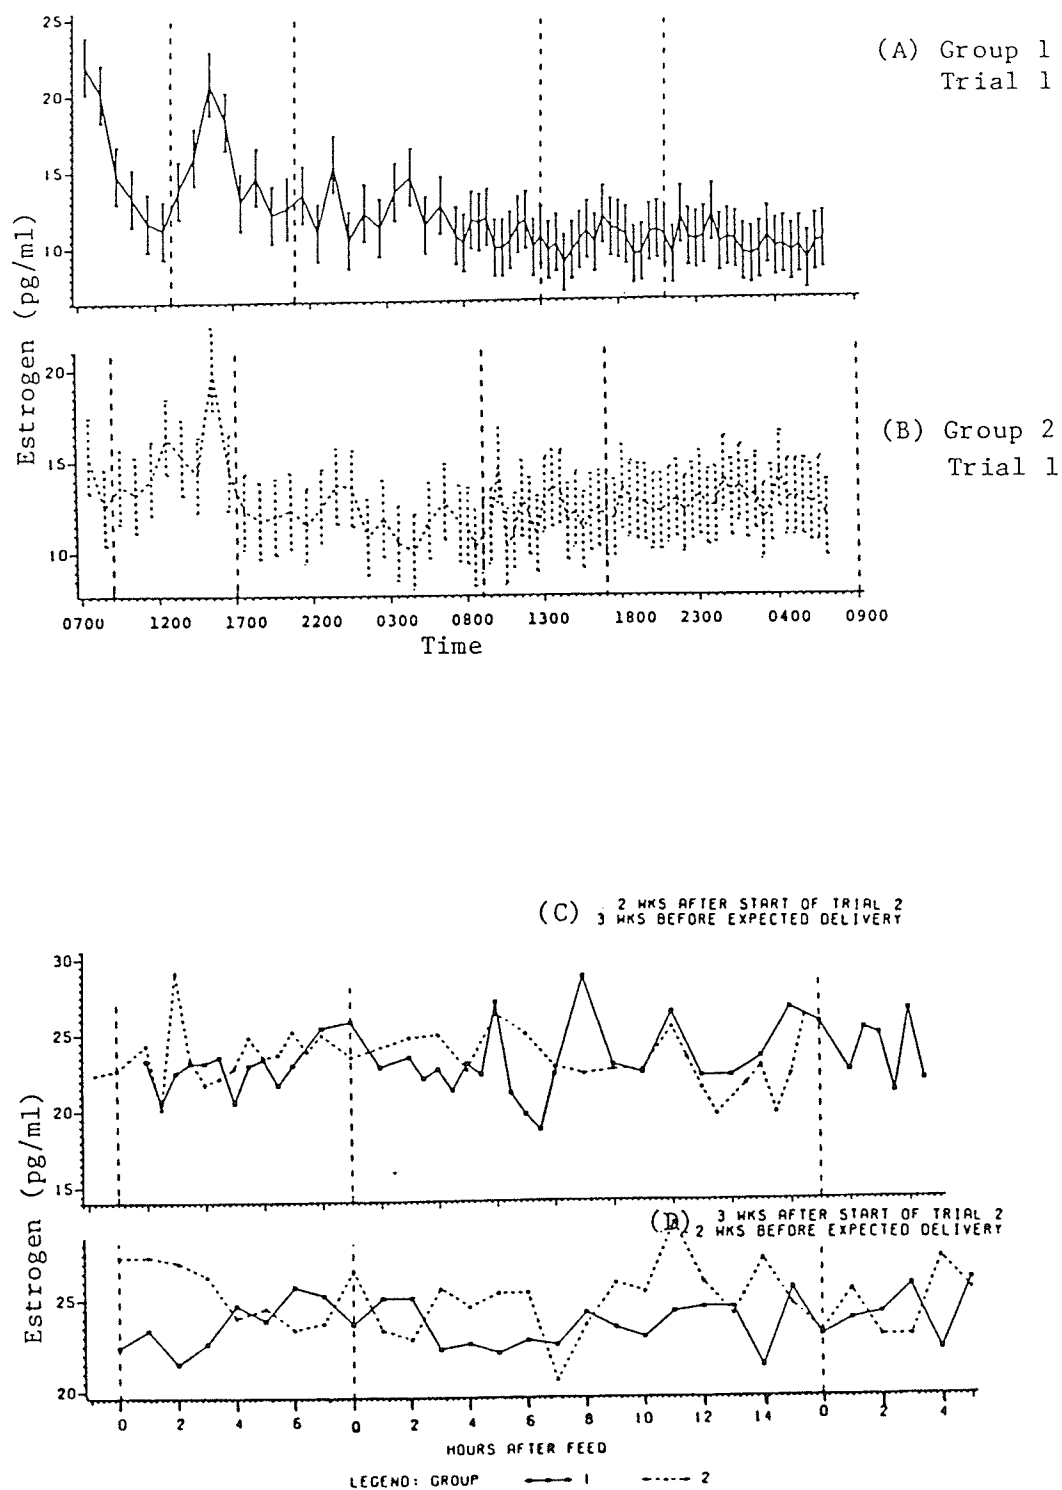 (A) Group 1
Trial 1
25
20
15
10
Estrogen (pg/ml)
(B) Group 2
Trial 1
20
15
10
0700 1200 1700 2200 0300 0800 1300 1800 2300 0400 0900
Time
(C) 2 WKS AFTER START OF TRIAL 2
3 WKS BEFORE EXPECTED DELIVERY
30
25
20
15
Estrogen (pg/ml)
(D) 3 WKS AFTER START OF TRIAL 2
2 WKS BEFORE EXPECTED DELIVERY
25
20
0 2 4 6 0 2 4 6 8 10 12 14 0 2 4
HOURS AFTER FEED
LEGEND: GROUP 1 2